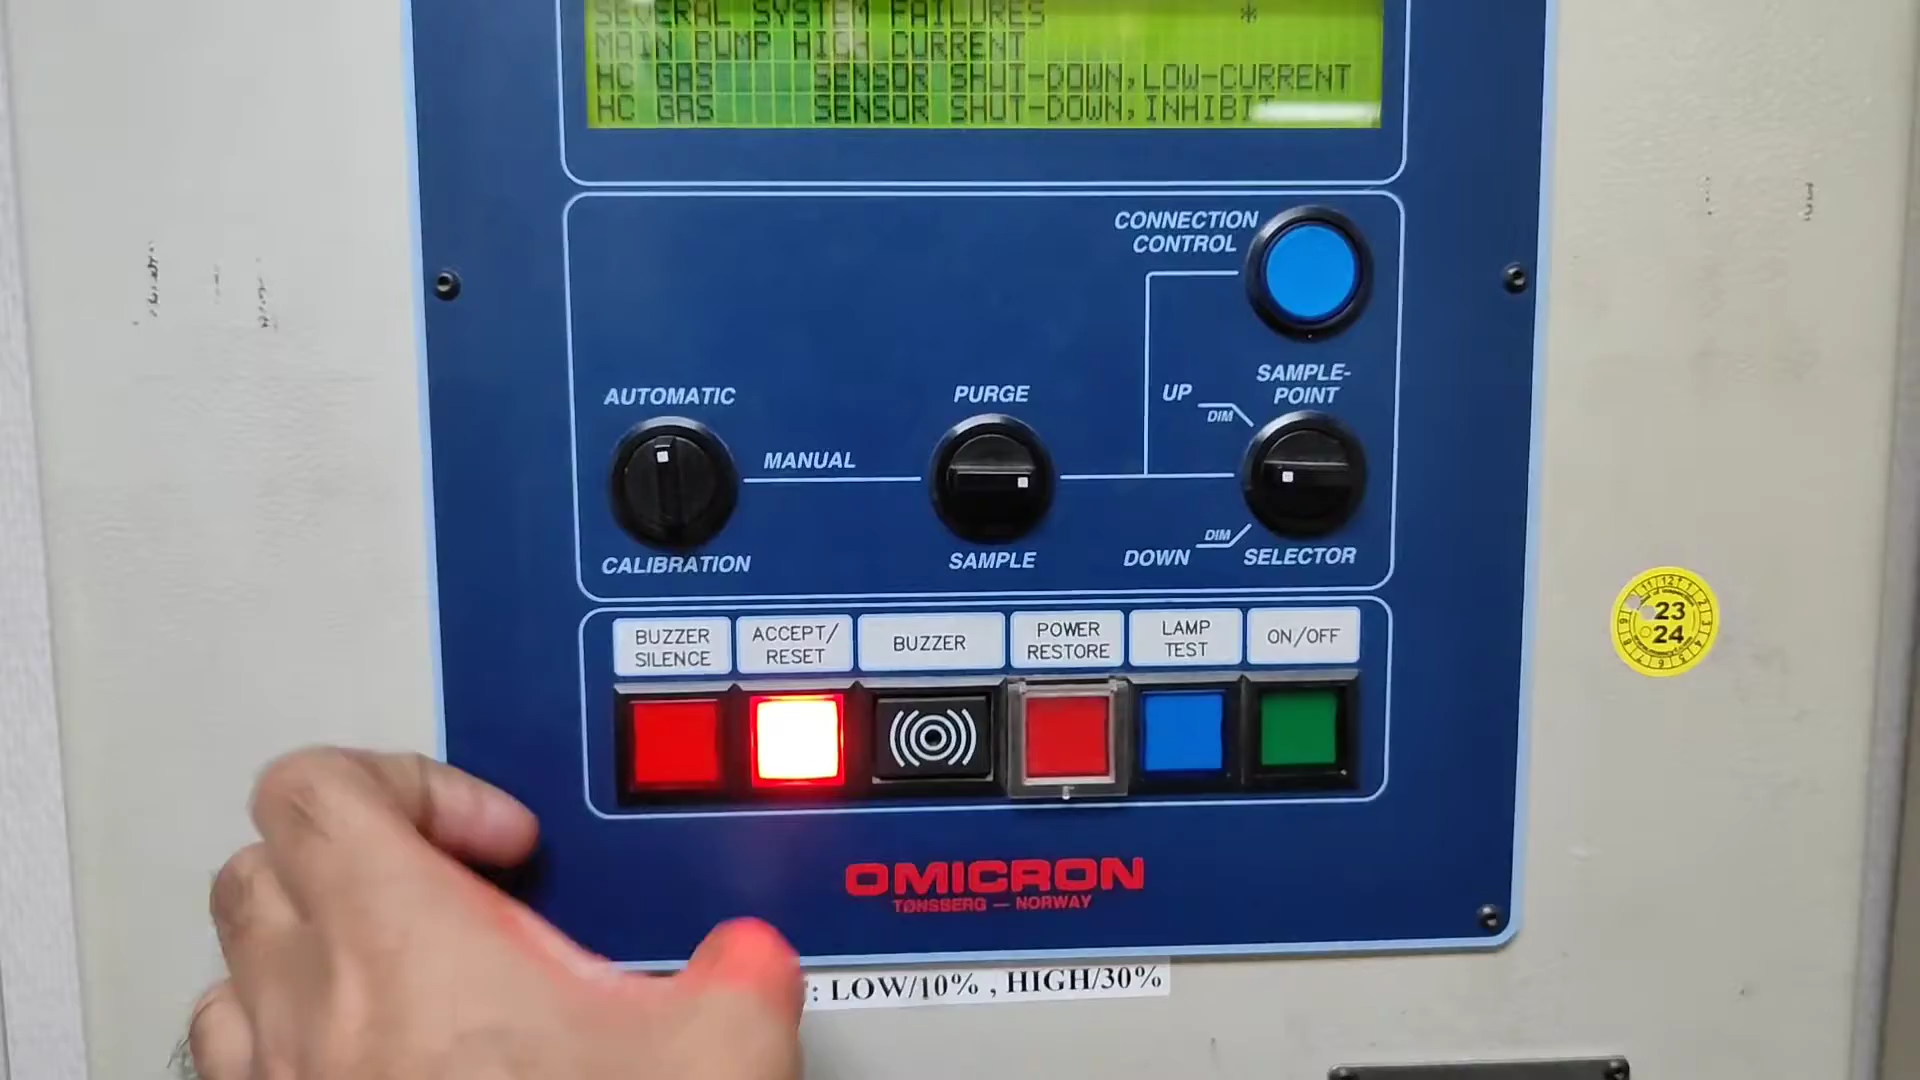 SEVERAL SYSTEM FAILURES *
MAIN PUMP HIGH CURRENT
HC GAS SENSOR SHUT-DOWN,LOW-CURRENT
HC GAS SENSOR SHUT-DOWN,INHIBIT
CONNECTION
CONTROL
AUTOMATIC
MANUAL
CALIBRATION
PURGE
SAMPLE
UP
DIM
SAMPLE-
POINT
DIM
DOWN
SELECTOR
BUZZER
SILENCE
ACCEPT/
RESET
BUZZER
POWER
RESTORE
LAMP
TEST
ON/OFF
23
24
OMICRON
TØNSBERG — NORWAY
: LOW/10% , HIGH/30%